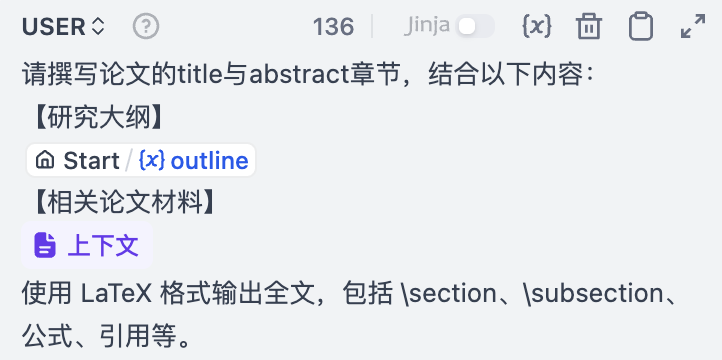 USER 136 Jinja {x}
请撰写论文的title与abstract章节，结合以下内容：
【研究大纲】
Start / {x} outline
【相关论文材料】
上下文
使用 LaTeX 格式输出全文，包括 \section、\subsection、
公式、引用等。